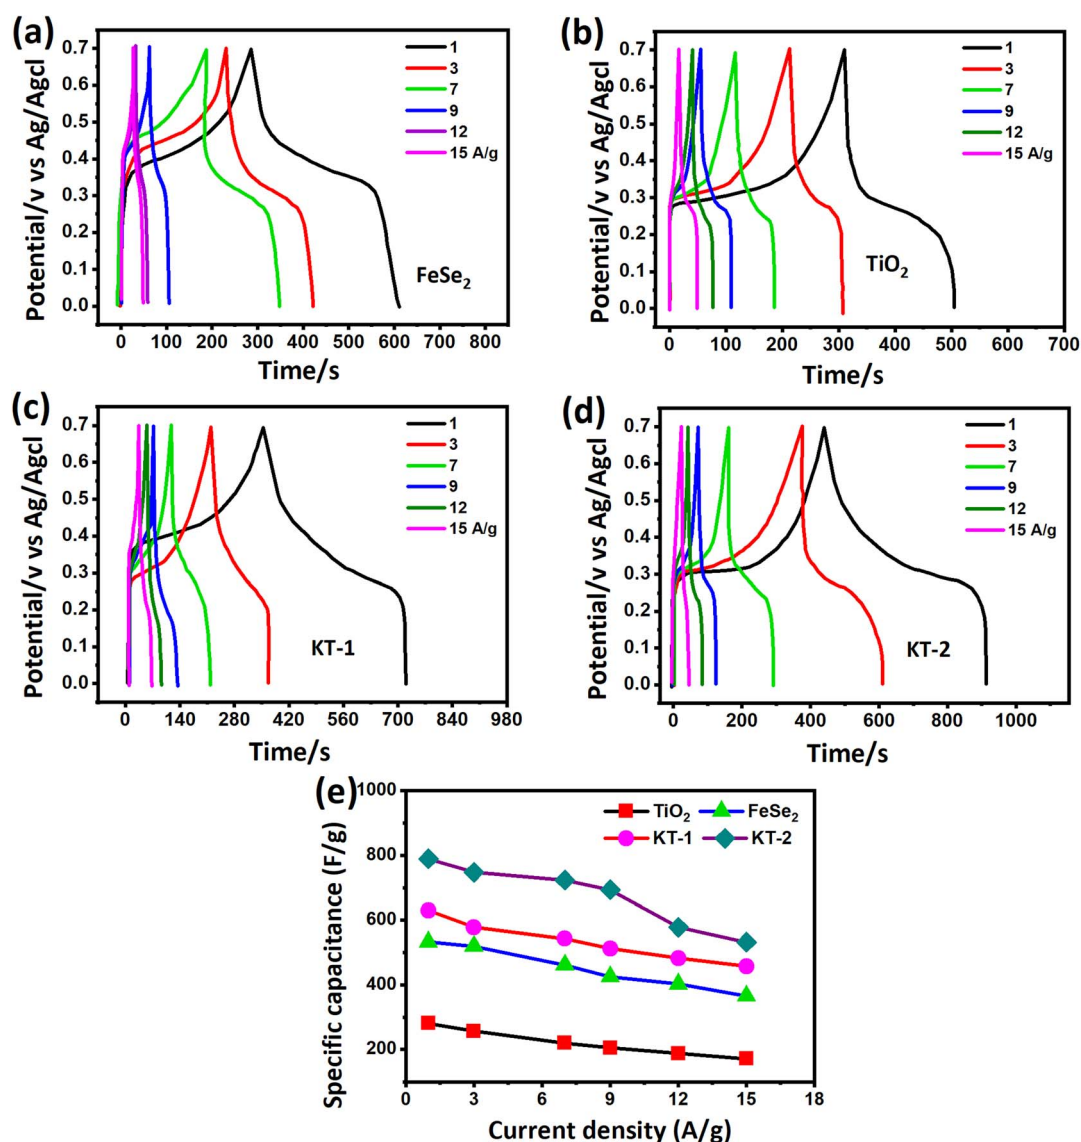 (a)
Potential/v vs Ag/Agcl
0.7
0.6
0.5
0.4
0.3
0.2
0.1
0.0
1
3
7
9
12
15 A/g
FeSe2
0 100 200 300 400 500 600 700 800
Time/s
(b)
Potential/v vs Ag/Agcl
0.7
0.6
0.5
0.4
0.3
0.2
0.1
0.0
1
3
7
9
12
15 A/g
TiO2
0 100 200 300 400 500 600 700
Time/s
(c)
Potential/v vs Ag/Agcl
0.7
0.6
0.5
0.4
0.3
0.2
0.1
0.0
1
3
7
9
12
15 A/g
KT-1
0 140 280 420 560 700 840 980
Time/s
(d)
Potential/v vs Ag/Agcl
0.7
0.6
0.5
0.4
0.3
0.2
0.1
0.0
1
3
7
9
12
15 A/g
KT-2
0 200 400 600 800 1000
Time/s
(e)
Specific capacitance (F/g)
1000
800
600
400
200
TiO2 FeSe2
KT-1 KT-2
0 3 6 9 12 15 18
Current density (A/g)